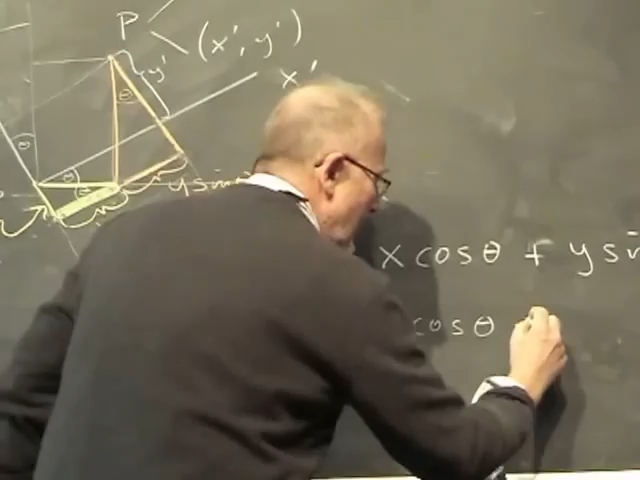 P
(x', y')
y'
x'
θ
θ
θ
y sin
x cos θ + y sin
cos θ